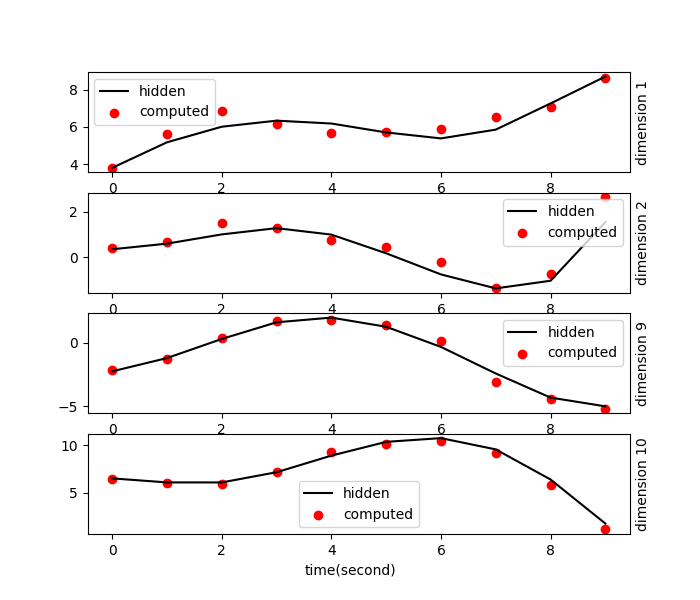 8
6
4
hidden
computed
dimension 1
0 2 4 6 8
2
0
hidden
computed
dimension 2
0 2 4 6 8
0
−5
hidden
computed
dimension 9
0 2 4 6 8
10
5
hidden
computed
dimension 10
0 2 4 6 8
time(second)